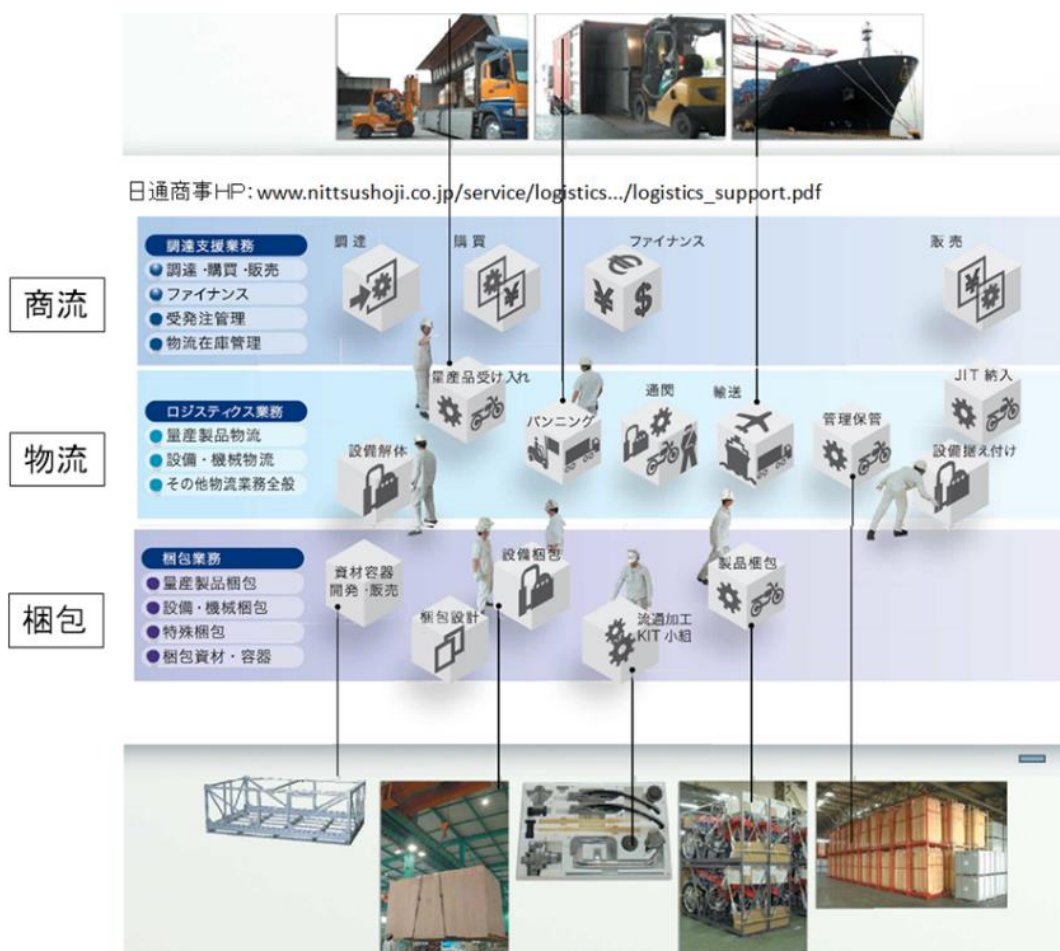 日通商事HP：www.nittsushoji.co.jp/service/logistics.../logistics_support.pdf
商流
調達支援業務
調達・購買・販売
ファイナンス
受発注管理
物流在庫管理
調達
購買
ファイナンス
販売
物流
ロジスティクス業務
量産製品物流
設備・機械物流
その他物流業務全般
設備解体
量産品受け入れ
バンニング
通関
輸送
管理保管
JIT納入
設備据え付け
梱包
梱包業務
量産製品梱包
設備・機械梱包
特殊梱包
梱包資材・容器
資材容器
開発・販売
梱包設計
設備梱包
流通加工
KIT小組
製品梱包